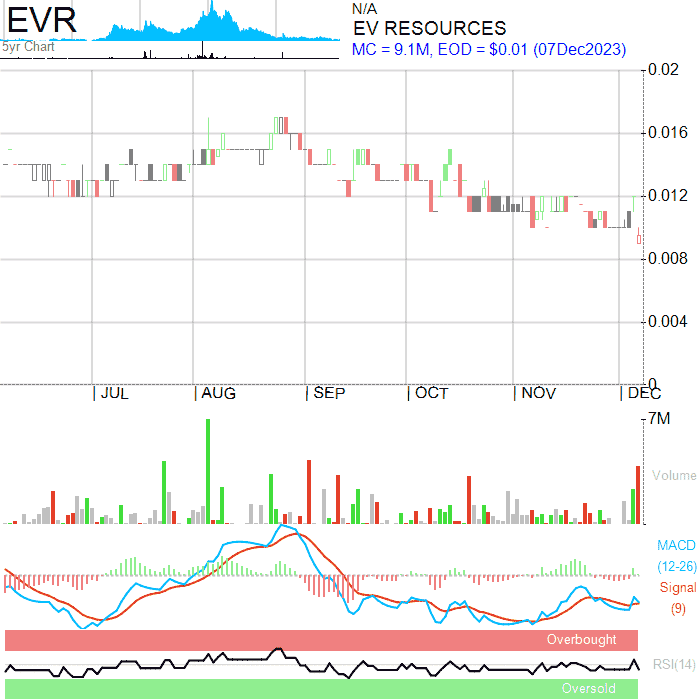 EVR
5yr Chart
N/A
EV RESOURCES
MC = 9.1M, EOD = $0.01 (07Dec2023)
0.02
0.016
0.012
0.008
0.004
0
| JUL | AUG | SEP | OCT | NOV | DEC
7M
Volume
MACD
(12-26)
Signal
(9)
Overbought
RSI(14)
Oversold